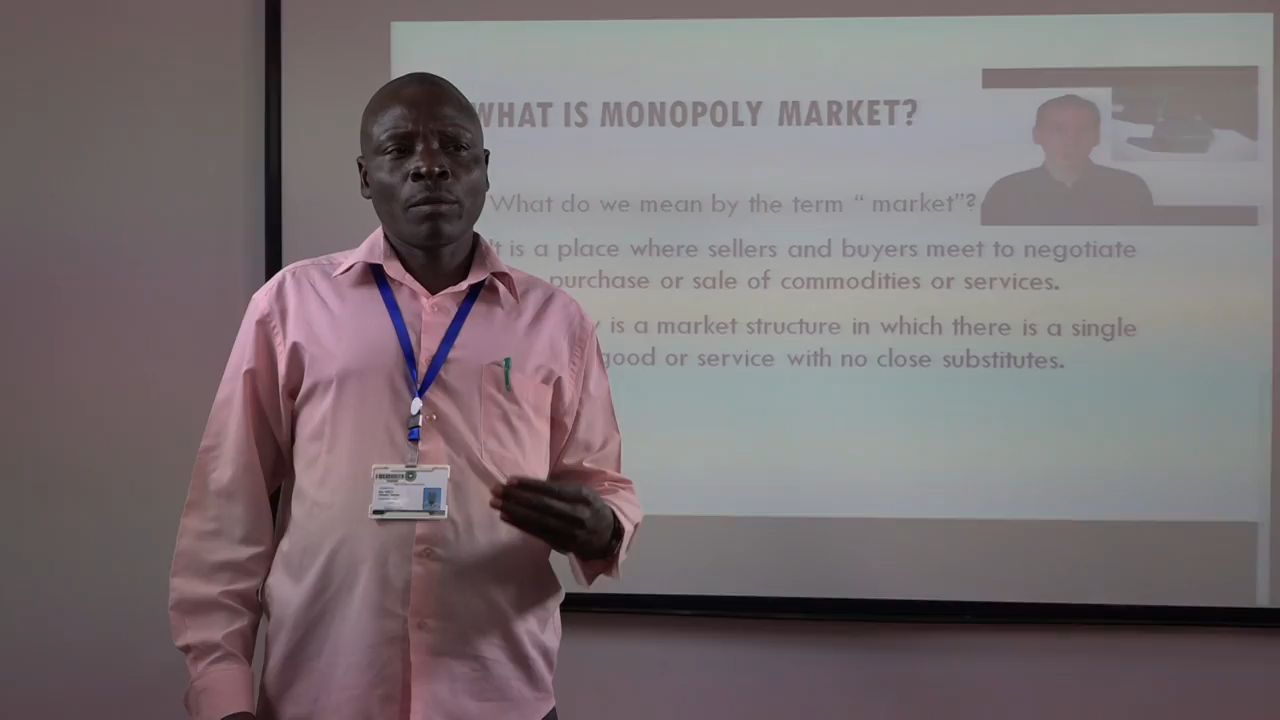 WHAT IS MONOPOLY MARKET?
What do we mean by the term “ market”?
It is a place where sellers and buyers meet to negotiate
purchase or sale of commodities or services.
is a market structure in which there is a single
good or service with no close substitutes.